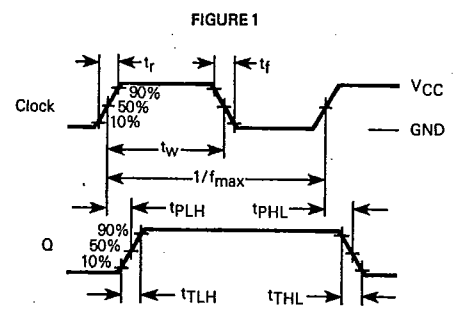 FIGURE 1
tr
tf
90%
VCC
Clock
50%
10%
GND
tW
1/fmax
tPLH
tPHL
90%
Q
50%
10%
tTLH
tTHL